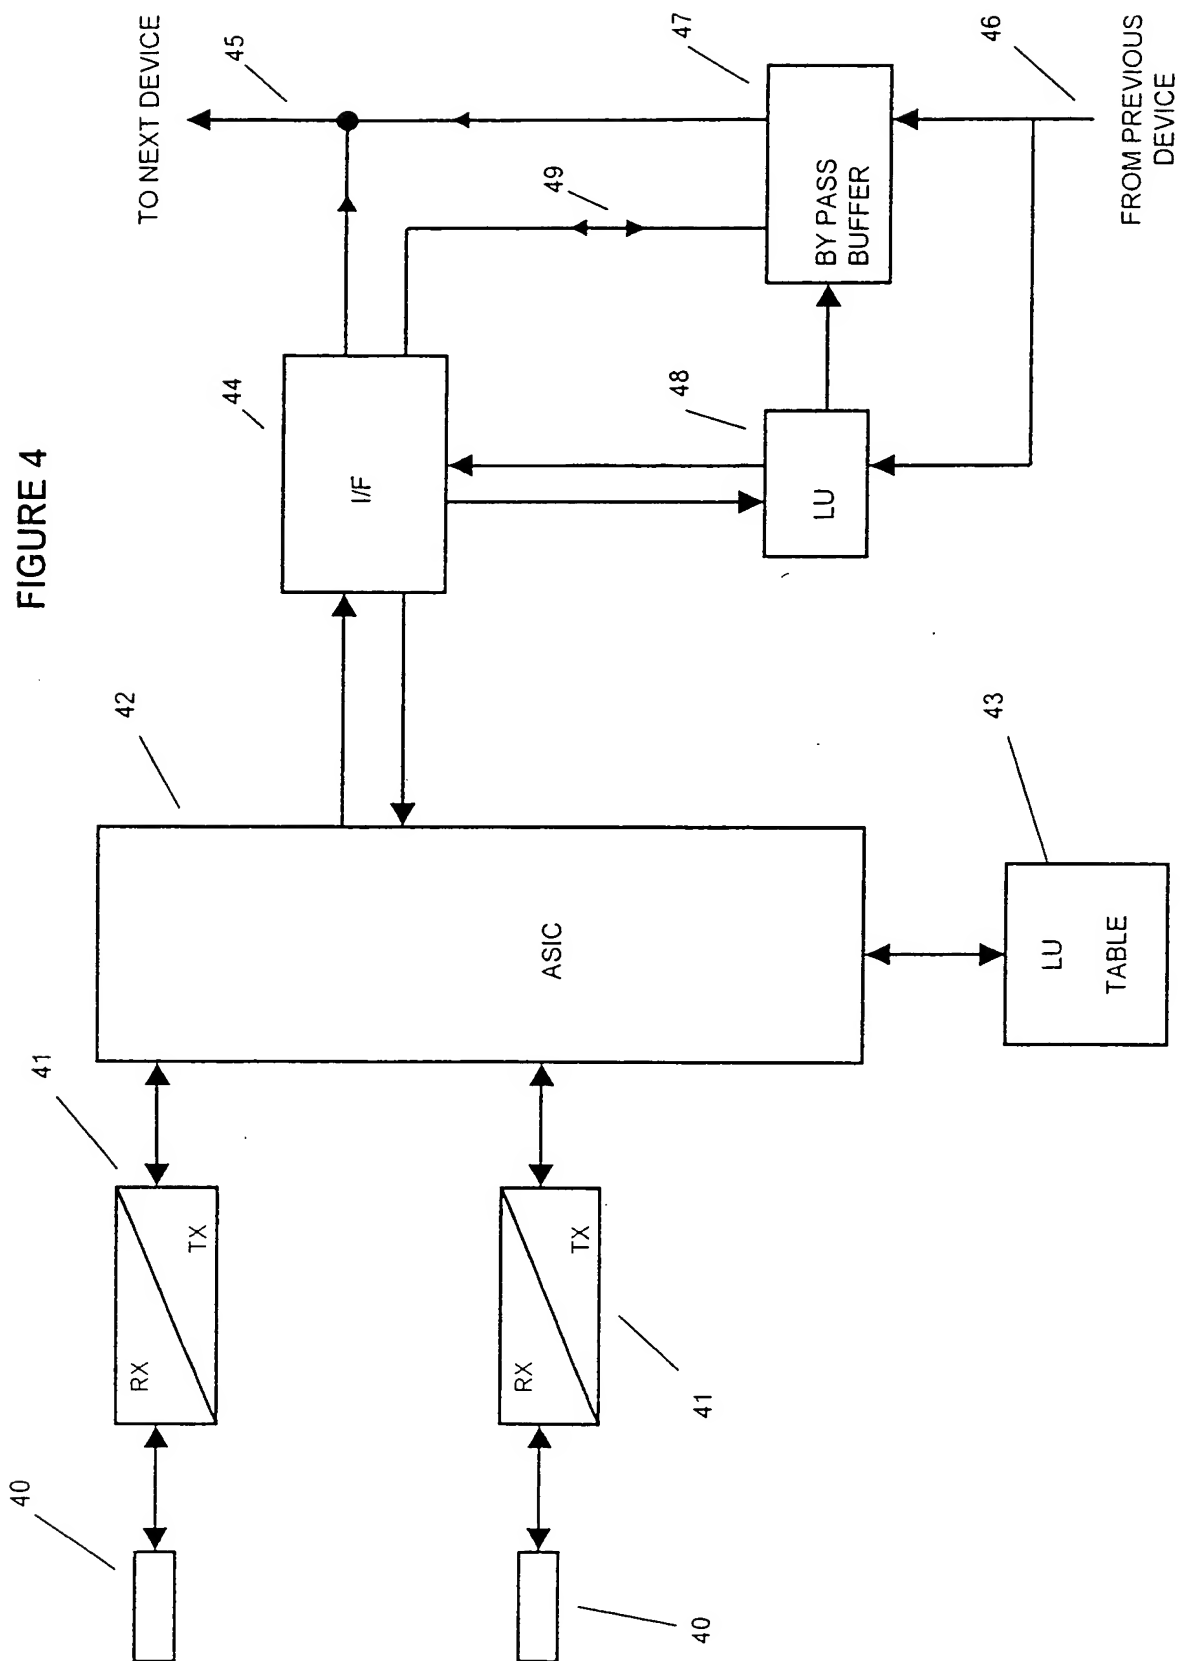 FIGURE 4
TO NEXT DEVICE
45
47
46
FROM PREVIOUS
DEVICE
49
BY PASS
BUFFER
44
I/F
48
LU
42
ASIC
43
LU
TABLE
41
RX
TX
RX
TX
41
40
40